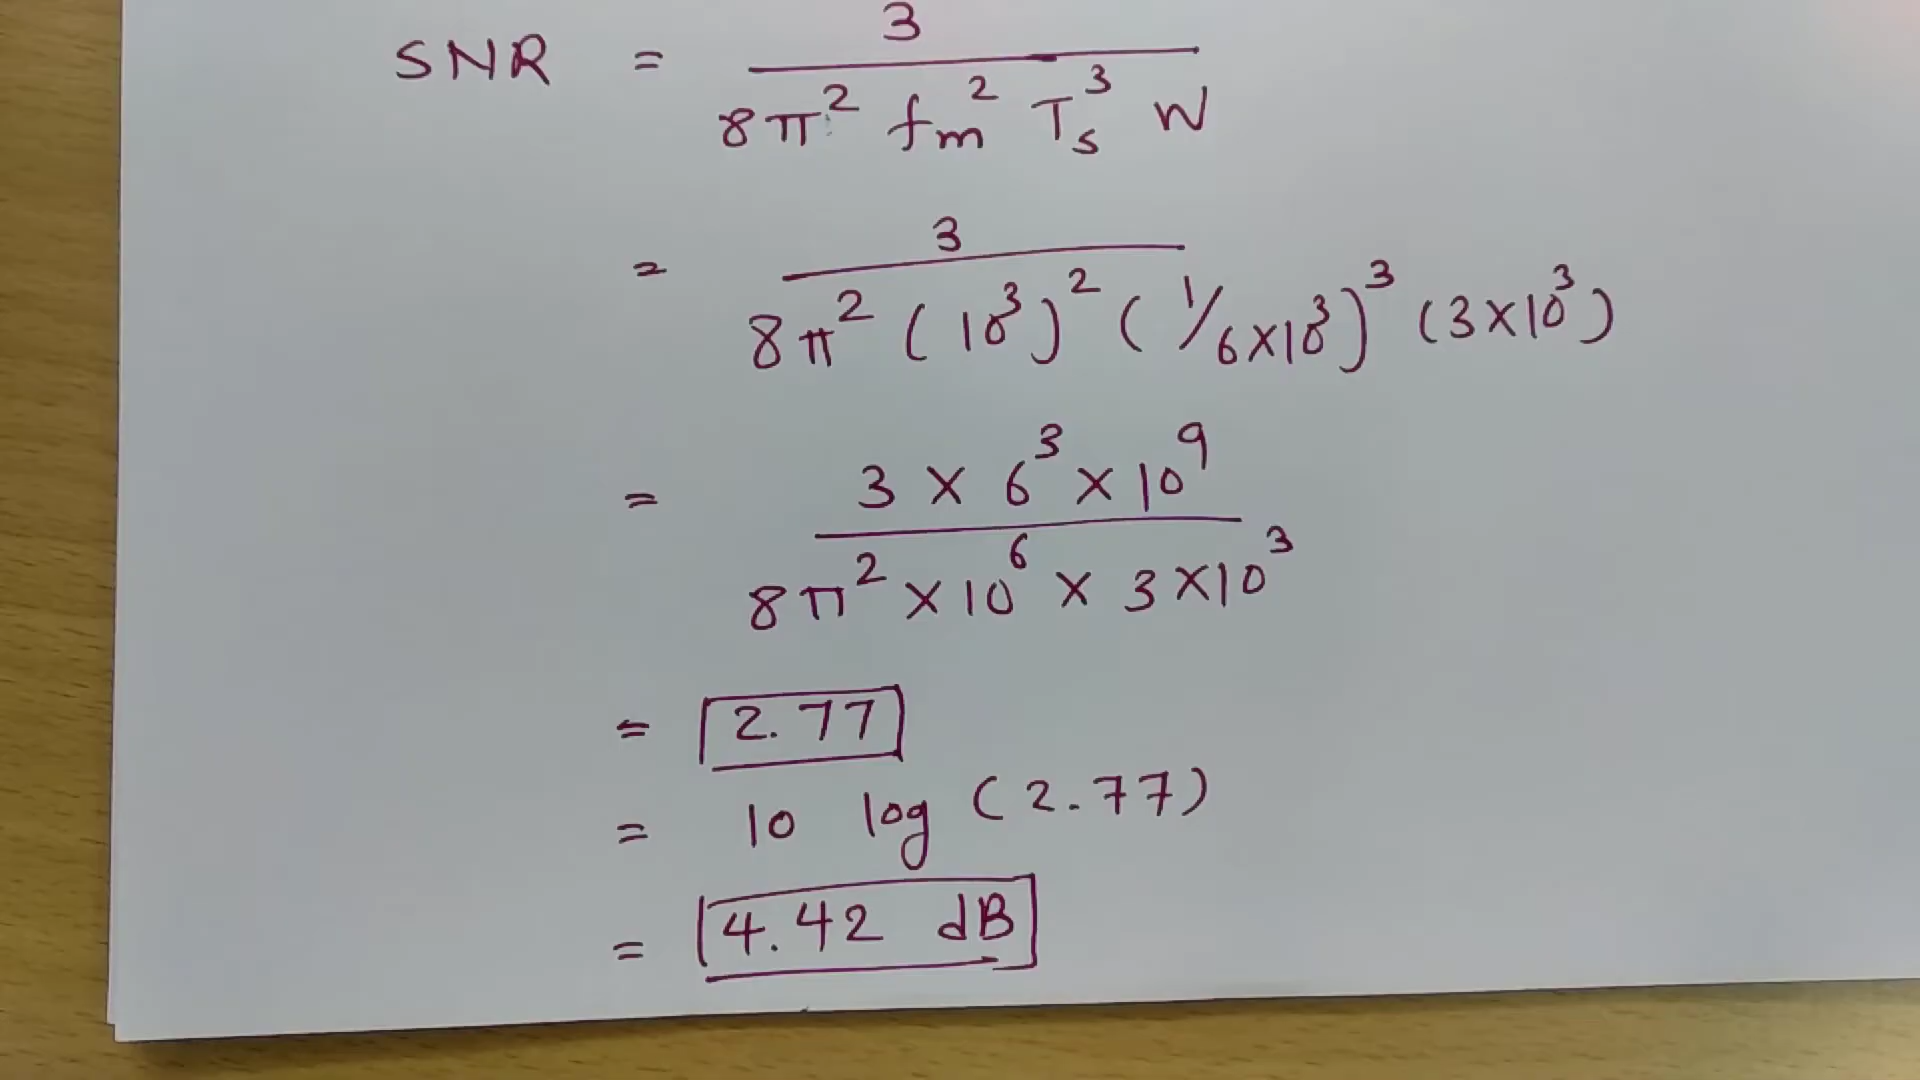 SNR = 3 / 8π² fm² Ts³ W
= 3 / 8π² (10³)² (1/6×10³)³ (3×10³)
= 3 × 6³ × 10⁹ / 8π² × 10⁶ × 3×10³
= 2.77
= 10 log (2.77)
= 4.42 dB